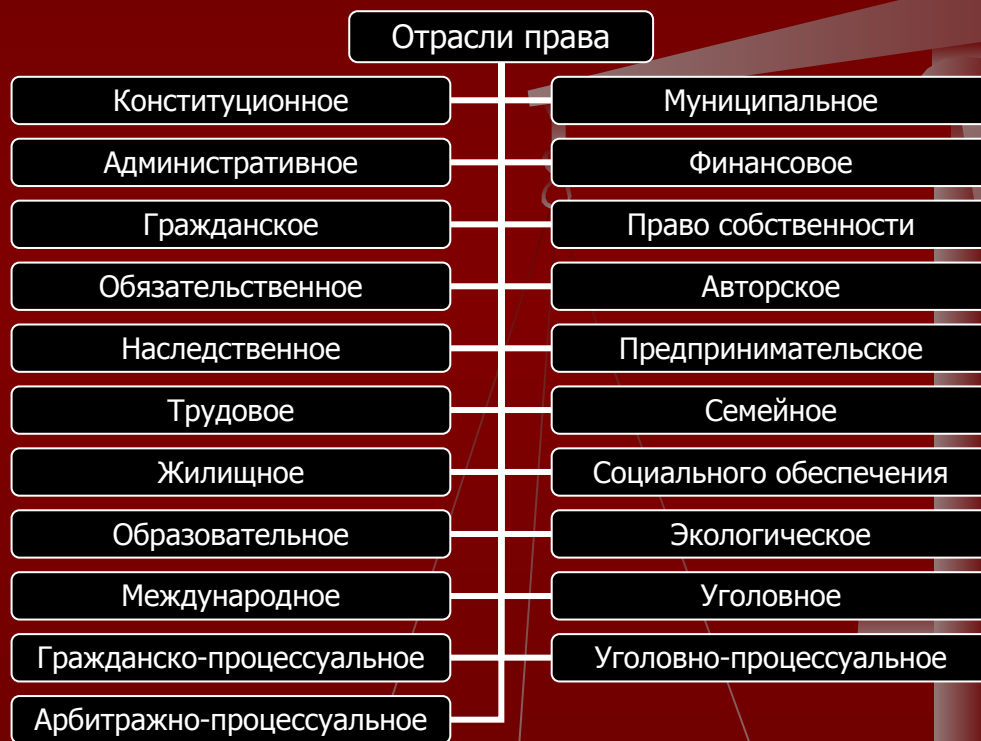 Отрасли права
Конституционное
Муниципальное
Административное
Финансовое
Гражданское
Право собственности
Обязательственное
Авторское
Наследственное
Предпринимательское
Трудовое
Семейное
Жилищное
Социального обеспечения
Образовательное
Экологическое
Международное
Уголовное
Гражданско-процессуальное
Уголовно-процессуальное
Арбитражно-процессуальное